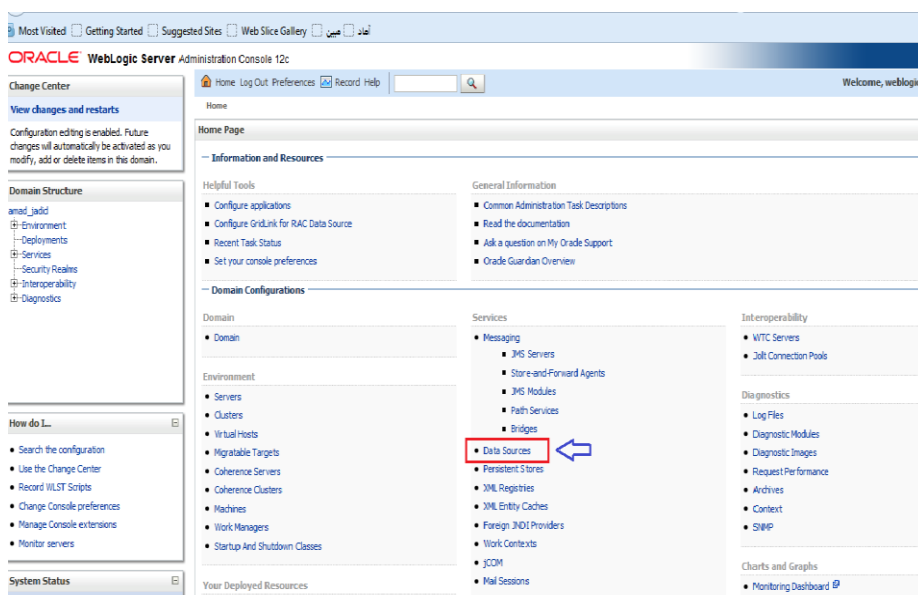 Most Visited Getting Started Suggested Sites Web Slice Gallery عين آهاد
ORACLE WebLogic Server Administration Console 12c
Change Center
View changes and restarts
Configuration editing is enabled. Future
changes will automatically be activated as you
modify, add or delete items in this domain.
Domain Structure
amad_jadid
Environment
Deployments
Services
Security Realms
Interoperability
Diagnostics
How do I...
Search the configuration
Use the Change Center
Record WLST Scripts
Change Console preferences
Manage Console extensions
Monitor servers
System Status
Home Log Out Preferences Record Help
Welcome, weblogic
Home
Home Page
Information and Resources
Helpful Tools
Configure applications
Configure GridLink for RAC Data Source
Recent Task Status
Set your console preferences
General Information
Common Administration Task Descriptions
Read the documentation
Ask a question on My Oracle Support
Oracle Guardian Overview
Domain Configurations
Domain
Domain
Environment
Servers
Clusters
Virtual Hosts
Migratable Targets
Coherence Servers
Coherence Clusters
Machines
Work Managers
Startup And Shutdown Classes
Your Deployed Resources
Services
Messaging
JMS Servers
Store-and-Forward Agents
JMS Modules
Path Services
Bridges
Data Sources
Persistent Stores
XML Registries
XML Entity Caches
Foreign JNDI Providers
Work Contexts
jCOM
Mail Sessions
Interoperability
WTC Servers
Jolt Connection Pools
Diagnostics
Log Files
Diagnostic Modules
Diagnostic Images
Request Performance
Archives
Context
SNMP
Charts and Graphs
Monitoring Dashboard